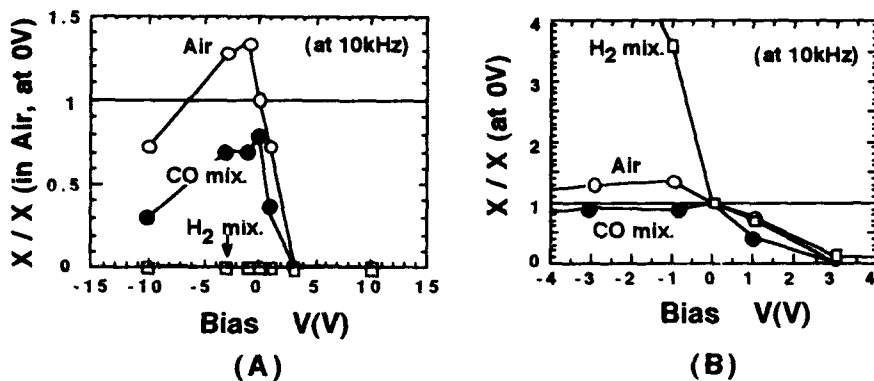 1.5
Air
(at 10kHz)
1
0.5
CO mix.
H2 mix.
0
-15 -10 -5 0 5 10 15
X / X (in Air, at 0V)
Bias V(V)
(A)
4
H2 mix.
(at 10kHz)
3
2
Air
1
CO mix.
0
-4 -3 -2 -1 0 1 2 3 4
X / X (at 0V)
Bias V(V)
(B)